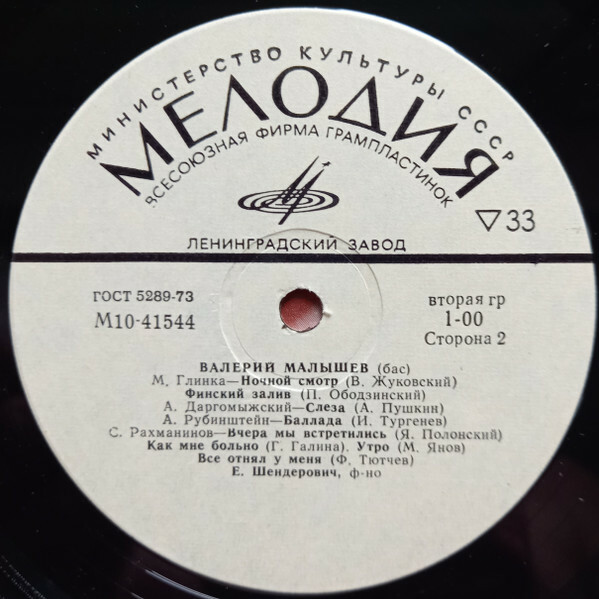 МИНИСТЕРСТВО КУЛЬТУРЫ СССР
МЕЛОДИЯ
ВСЕСОЮЗНАЯ ФИРМА ГРАМПЛАСТИНОК
▽33
ЛЕНИНГРАДСКИЙ ЗАВОД
ГОСТ 5289-73
М10-41544
вторая гр
1-00
Сторона 2
ВАЛЕРИЙ МАЛЫШЕВ (бас)
М. Глинка—Ночной смотр (В. Жуковский)
Финский залив (П. Ободзинский)
А. Даргомыжский—Слеза (А. Пушкин)
А. Рубинштейн—Баллада (И. Тургенев)
С. Рахманинов—Вчера мы встретились (Я. Полонский)
Как мне больно (Г. Галина). Утро (М. Янов)
Все отнял у меня (Ф. Тютчев)
Е. Шендерович, ф-но